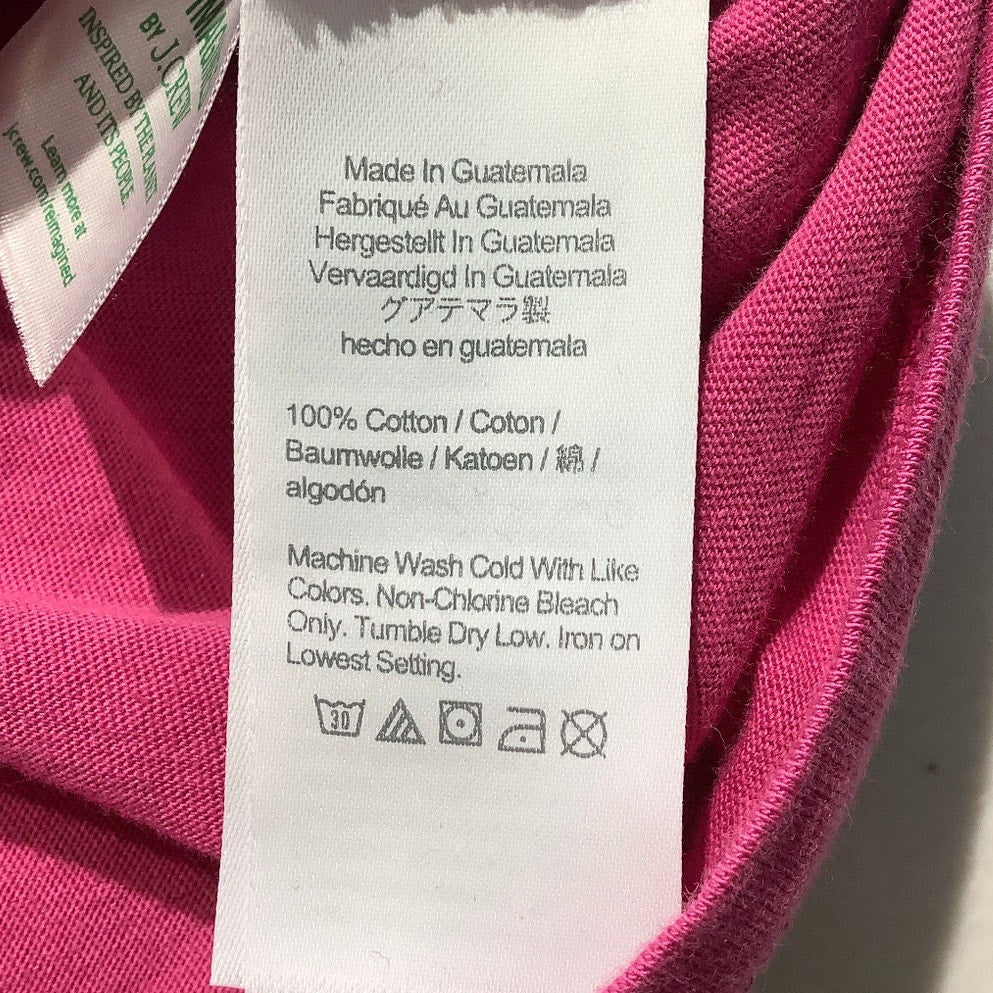 BY J.CREW
INSPIRED BY THE PLANET
AND ITS PEOPLE
Learn more at
jcrew.com/reimagined
Made In Guatemala
Fabriqué Au Guatemala
Hergestellt In Guatemala
Vervaardigd In Guatemala
グアテマラ製
hecho en guatemala
100% Cotton / Coton /
Baumwolle / Katoen / 綿 /
algodón
Machine Wash Cold With Like
Colors. Non-Chlorine Bleach
Only. Tumble Dry Low. Iron on
Lowest Setting.
30